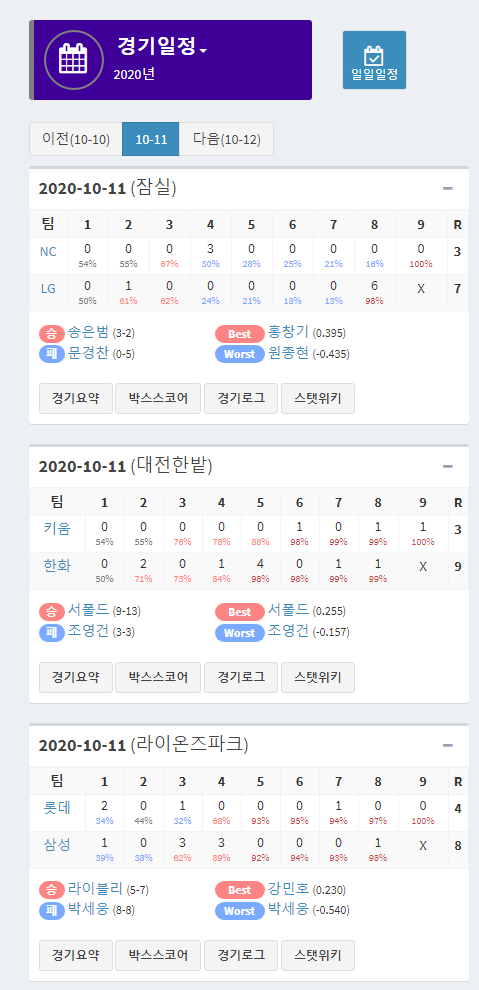 경기일정
2020년
일일일정
이전(10-10) 10-11 다음(10-12)
2020-10-11 (잠실)
팀 1 2 3 4 5 6 7 8 9 R
NC 0 0 0 3 0 0 0 0 0 3
54% 55% 67% 30% 28% 25% 21% 16% 100%
LG 0 1 0 0 0 0 0 6 X 7
50% 61% 62% 24% 21% 18% 13% 98%
승 송은범 (3-2) Best 홍창기 (0.395)
패 문경찬 (0-5) Worst 원종현 (-0.435)
경기요약 박스스코어 경기로그 스탯위키
2020-10-11 (대전한밭)
팀 1 2 3 4 5 6 7 8 9 R
키움 0 0 0 0 0 1 0 1 1 3
54% 55% 76% 78% 88% 98% 99% 99% 100%
한화 0 2 0 1 4 0 1 1 X 9
50% 71% 73% 84% 98% 98% 99% 99%
승 서폴드 (9-13) Best 서폴드 (0.255)
패 조영건 (3-3) Worst 조영건 (-0.157)
경기요약 박스스코어 경기로그 스탯위키
2020-10-11 (라이온즈파크)
팀 1 2 3 4 5 6 7 8 9 R
롯데 2 0 1 0 0 0 1 0 0 4
34% 44% 32% 68% 93% 95% 94% 97% 100%
삼성 1 0 3 3 0 0 0 1 X 8
39% 38% 62% 89% 92% 94% 93% 98%
승 라이블리 (5-7) Best 강민호 (0.230)
패 박세웅 (8-8) Worst 박세웅 (-0.540)
경기요약 박스스코어 경기로그 스탯위키